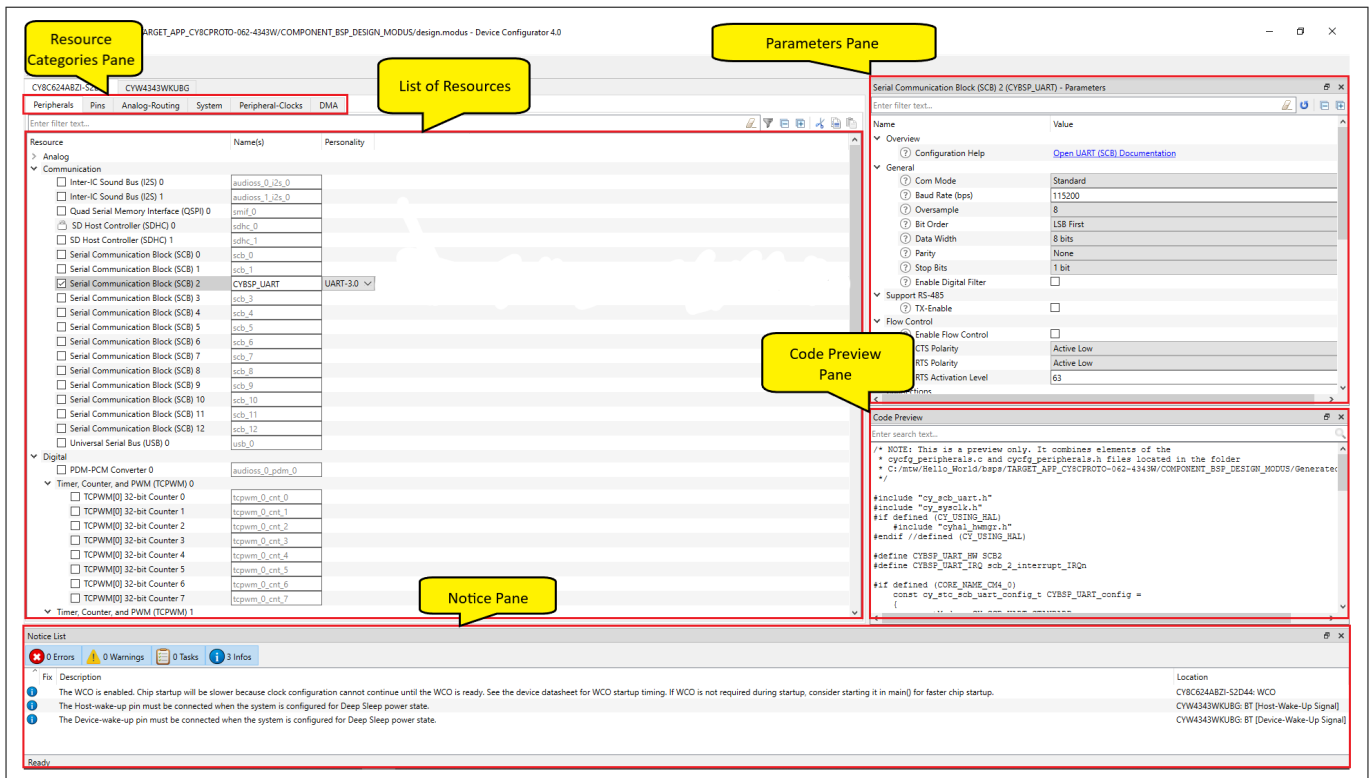 Resource
Categories Pane
ARGET_APP_CY8CPROTO-062-4343W/COMPONENT_BSP_DESIGN_MODUS/design.modus - Device Configurator 4.0
Parameters Pane
List of Resources
CY8C624ABZI-S2D
CYW4343WKUBG
Peripherals Pins Analog-Routing System Peripheral-Clocks DMA
Enter filter text...
Resource Name(s) Personality
Analog
Communication
Inter-IC Sound Bus (I2S) 0 audioss_0_i2s_0
Inter-IC Sound Bus (I2S) 1 audioss_1_i2s_0
Quad Serial Memory Interface (QSPI) 0 smif_0
SD Host Controller (SDHC) 0 sdhc_0
SD Host Controller (SDHC) 1 sdhc_1
Serial Communication Block (SCB) 0 scb_0
Serial Communication Block (SCB) 1 scb_1
Serial Communication Block (SCB) 2 CYBSP_UART UART-3.0
Serial Communication Block (SCB) 3 scb_3
Serial Communication Block (SCB) 4 scb_4
Serial Communication Block (SCB) 5 scb_5
Serial Communication Block (SCB) 6 scb_6
Serial Communication Block (SCB) 7 scb_7
Serial Communication Block (SCB) 8 scb_8
Serial Communication Block (SCB) 9 scb_9
Serial Communication Block (SCB) 10 scb_10
Serial Communication Block (SCB) 11 scb_11
Serial Communication Block (SCB) 12 scb_12
Universal Serial Bus (USB) 0 usb_0
Digital
PDM-PCM Converter 0 audioss_0_pdm_0
Timer, Counter, and PWM (TCPWM) 0
TCPWM[0] 32-bit Counter 0 tcpwm_0_cnt_0
TCPWM[0] 32-bit Counter 1 tcpwm_0_cnt_1
TCPWM[0] 32-bit Counter 2 tcpwm_0_cnt_2
TCPWM[0] 32-bit Counter 3 tcpwm_0_cnt_3
TCPWM[0] 32-bit Counter 4 tcpwm_0_cnt_4
TCPWM[0] 32-bit Counter 5 tcpwm_0_cnt_5
TCPWM[0] 32-bit Counter 6 tcpwm_0_cnt_6
TCPWM[0] 32-bit Counter 7 tcpwm_0_cnt_7
Timer, Counter, and PWM (TCPWM) 1
Serial Communication Block (SCB) 2 (CYBSP_UART) - Parameters
Enter filter text...
Name Value
Overview
Configuration Help Open UART (SCB) Documentation
General
Com Mode Standard
Baud Rate (bps) 115200
Oversample 8
Bit Order LSB First
Data Width 8 bits
Parity None
Stop Bits 1 bit
Enable Digital Filter
Support RS-485
TX-Enable
Flow Control
Enable Flow Control
CTS Polarity Active Low
RTS Polarity Active Low
RTS Activation Level 63
Code Preview
Pane
Code Preview
Enter search text...
/* NOTE: This is a preview only. It combines elements of the
* cycfg_peripherals.c and cycfg_peripherals.h files located in the folder
* C:/mtw/Hello_World/bsps/TARGET_APP_CY8CPROTO-062-4343W/COMPONENT_BSP_DESIGN_MODUS/Generated
*/
#include "cy_scb_uart.h"
#include "cy_sysclk.h"
#if defined (CY_USING_HAL)
#include "cyhal_hwmgr.h"
#endif //defined (CY_USING_HAL)
#define CYBSP_UART_HW SCB2
#define CYBSP_UART_IRQ scb_2_interrupt_IRQn
#if defined (CORE_NAME_CM4_0)
const cy_stc_scb_uart_config_t CYBSP_UART_config =
{
Notice Pane
Notice List
0 Errors 0 Warnings 0 Tasks 3 Infos
Fix Description Location
The WCO is enabled. Chip startup will be slower because clock configuration cannot continue until the WCO is ready. See the device datasheet for WCO startup timing. If WCO is not required during startup, consider starting it in main() for faster chip startup. CY8C624ABZI-S2D44: WCO
The Host-wake-up pin must be connected when the system is configured for Deep Sleep power state. CYW4343WKUBG: BT [Host-Wake-Up Signal]
The Device-wake-up pin must be connected when the system is configured for Deep Sleep power state. CYW4343WKUBG: BT [Device-Wake-Up Signal]
Ready